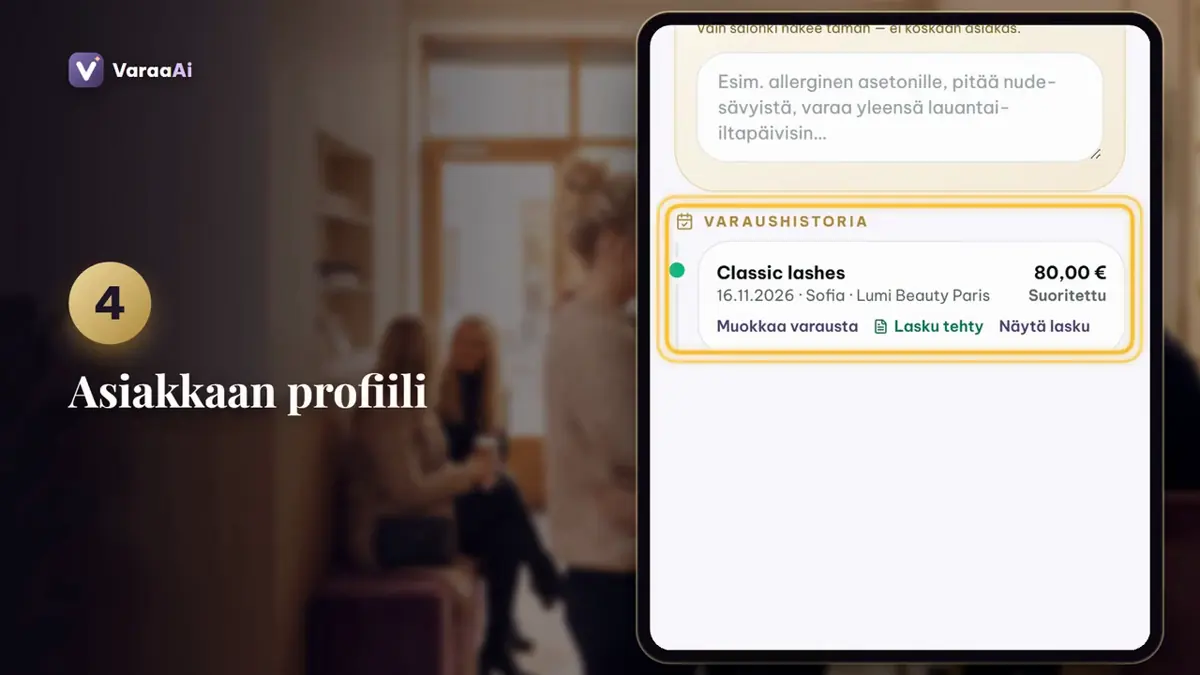 VaraaAi
4
Asiakkaan profiili
Vain salonki näkee tämän — ei koskaan asiakas.
Esim. allerginen asetonille, pitää nude-
sävyistä, varaa yleensä lauantai-
iltapäivisin...
VARAUSHISTORIA
Classic lashes
80,00 €
16.11.2026 · Sofia · Lumi Beauty Paris
Suoritettu
Muokkaa varausta
Lasku tehty
Näytä lasku